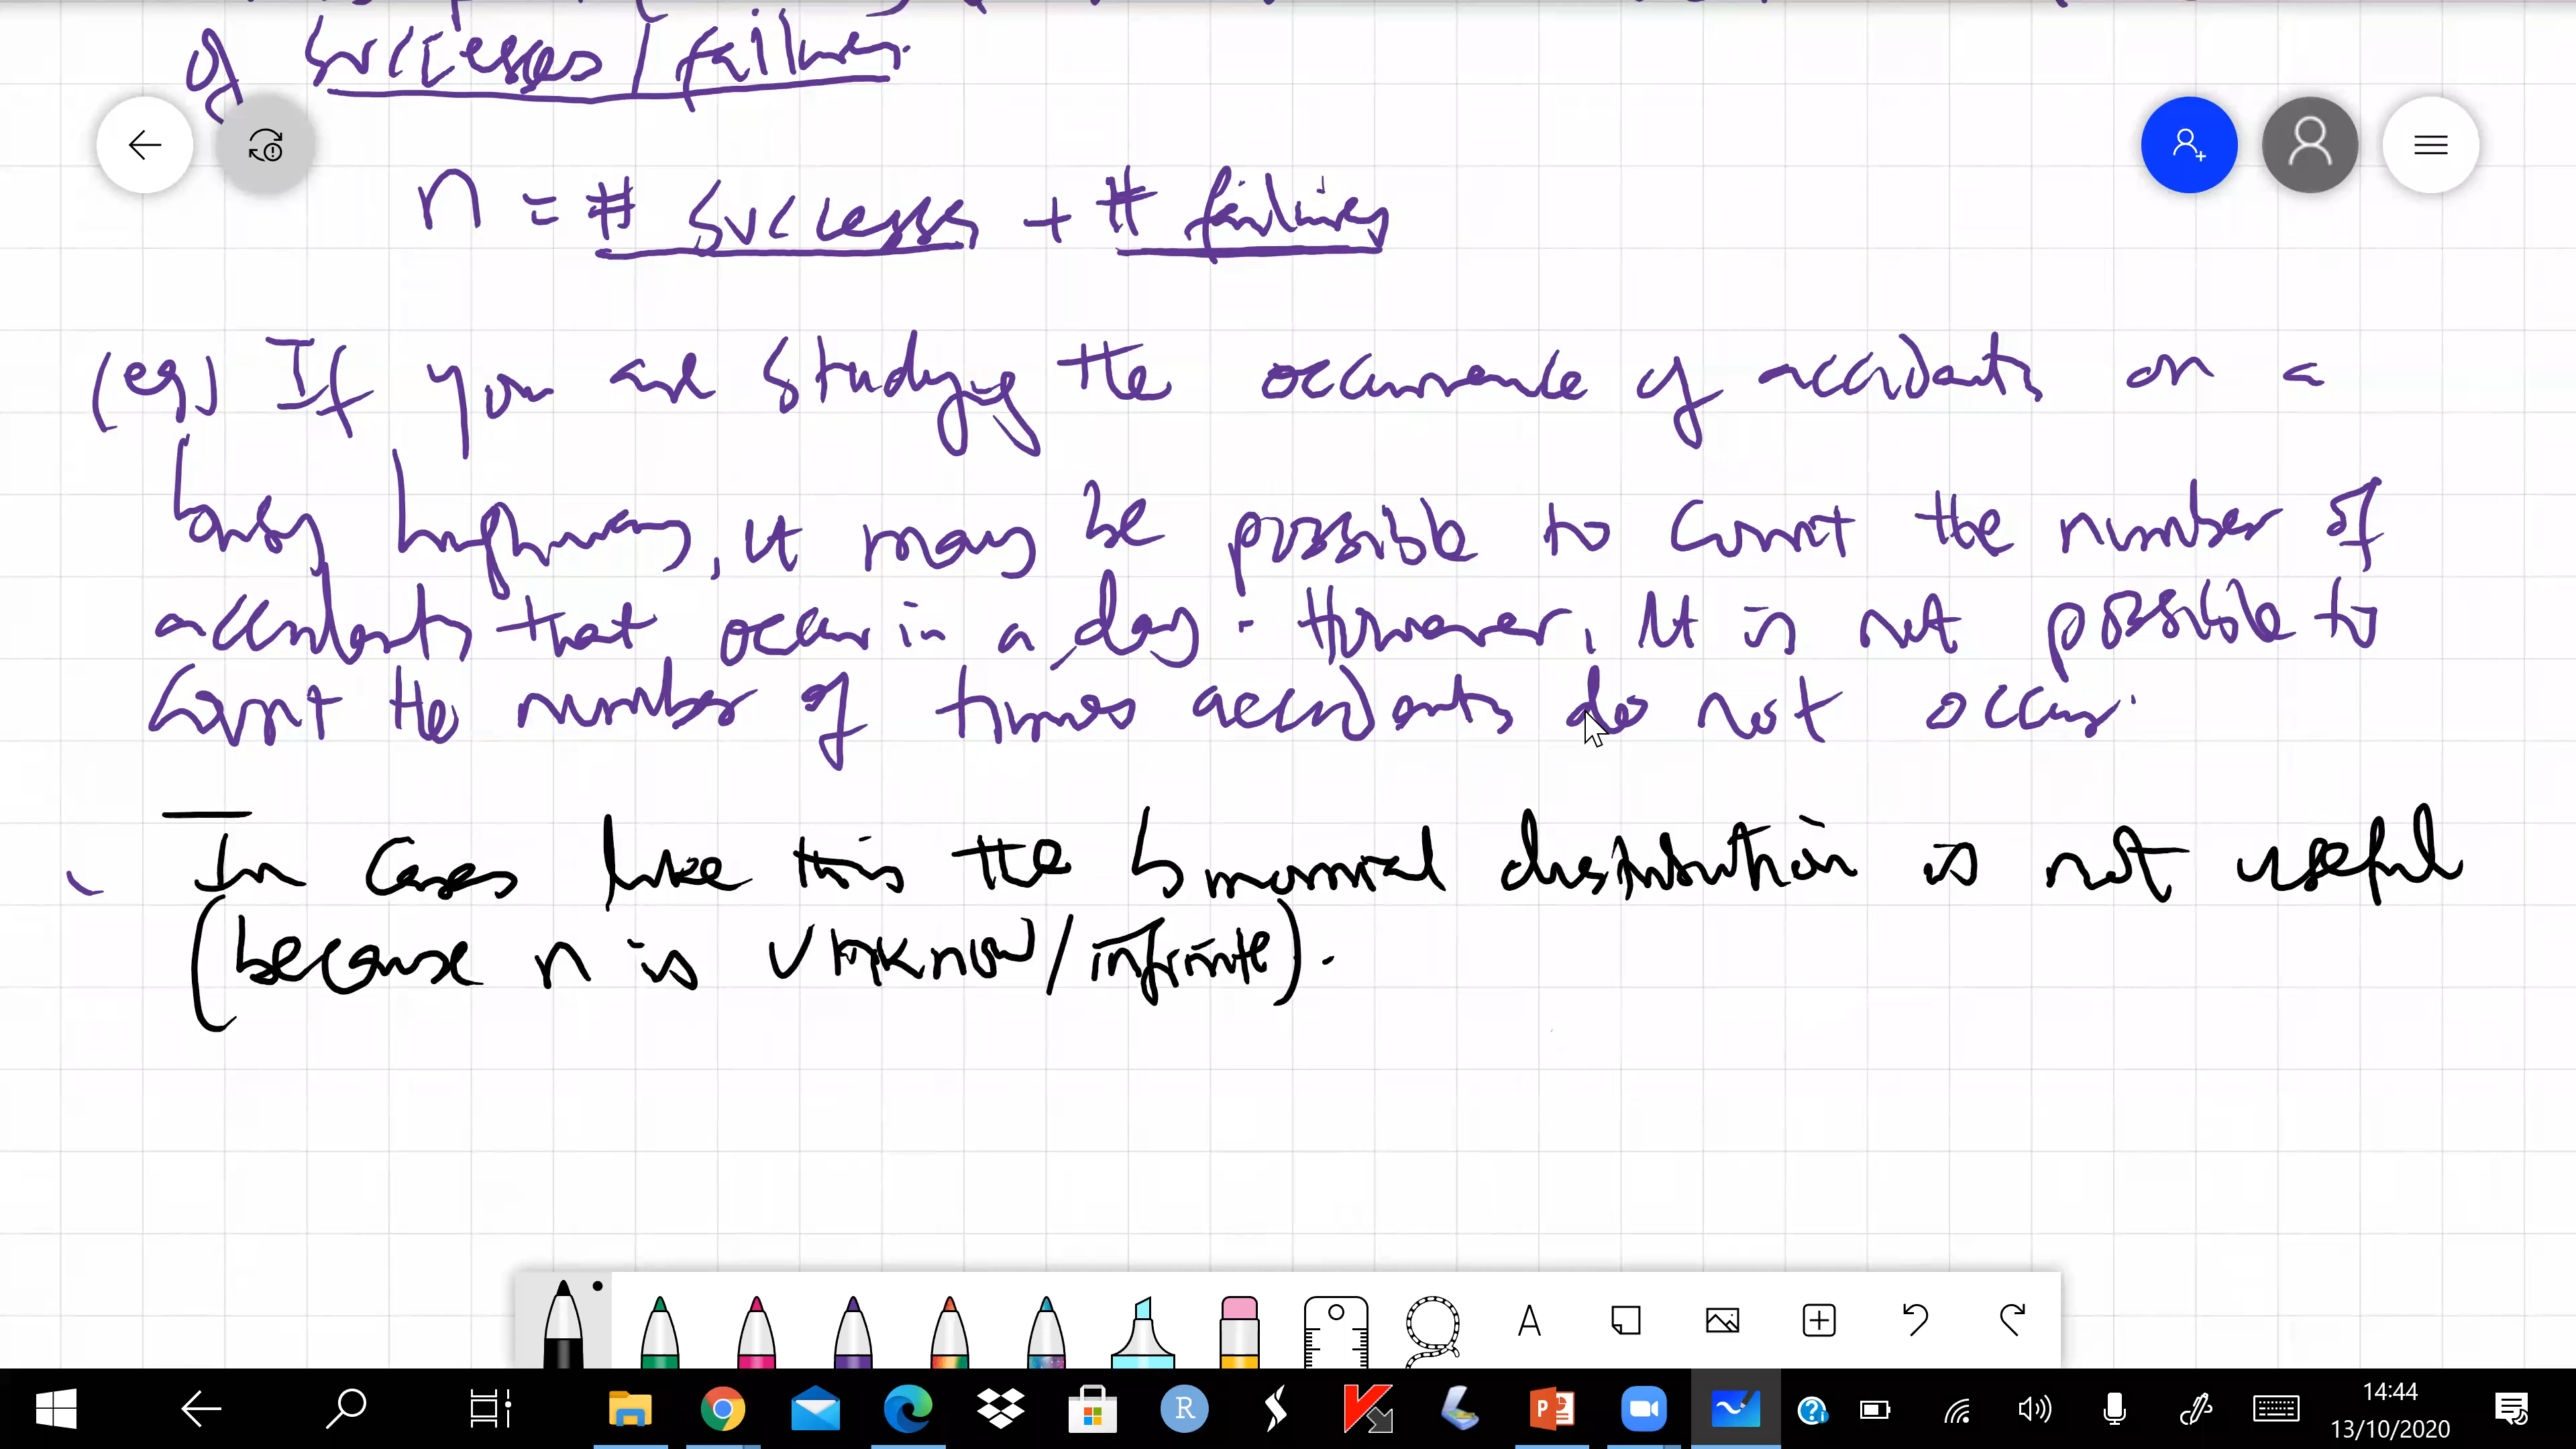 of successes/failures.
n = # successes + # failures
(eg) If you are studying the occurrence of accidents on a
busy highway, it may be possible to count the number of
accidents that occur in a day. However, it is not possible to
count the number of times accidents do not occur.
In cases like this the binomial distribution is not useful
(because n is unknown/infinite).
A
R
P
14:44
13/10/2020